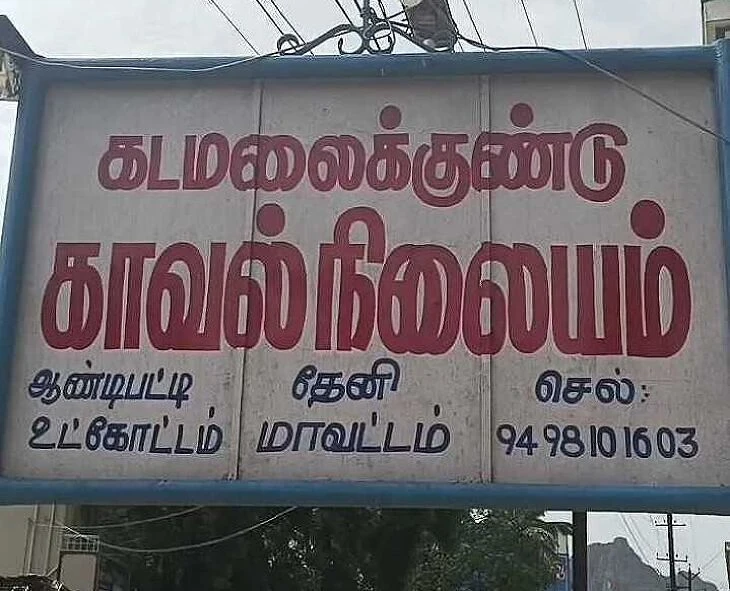 கடமலைக்குண்டு
காவல் நிலையம்
ஆண்டிபட்டி தேனி செல்:
உட்கோட்டம் மாவட்டம் 9498101603